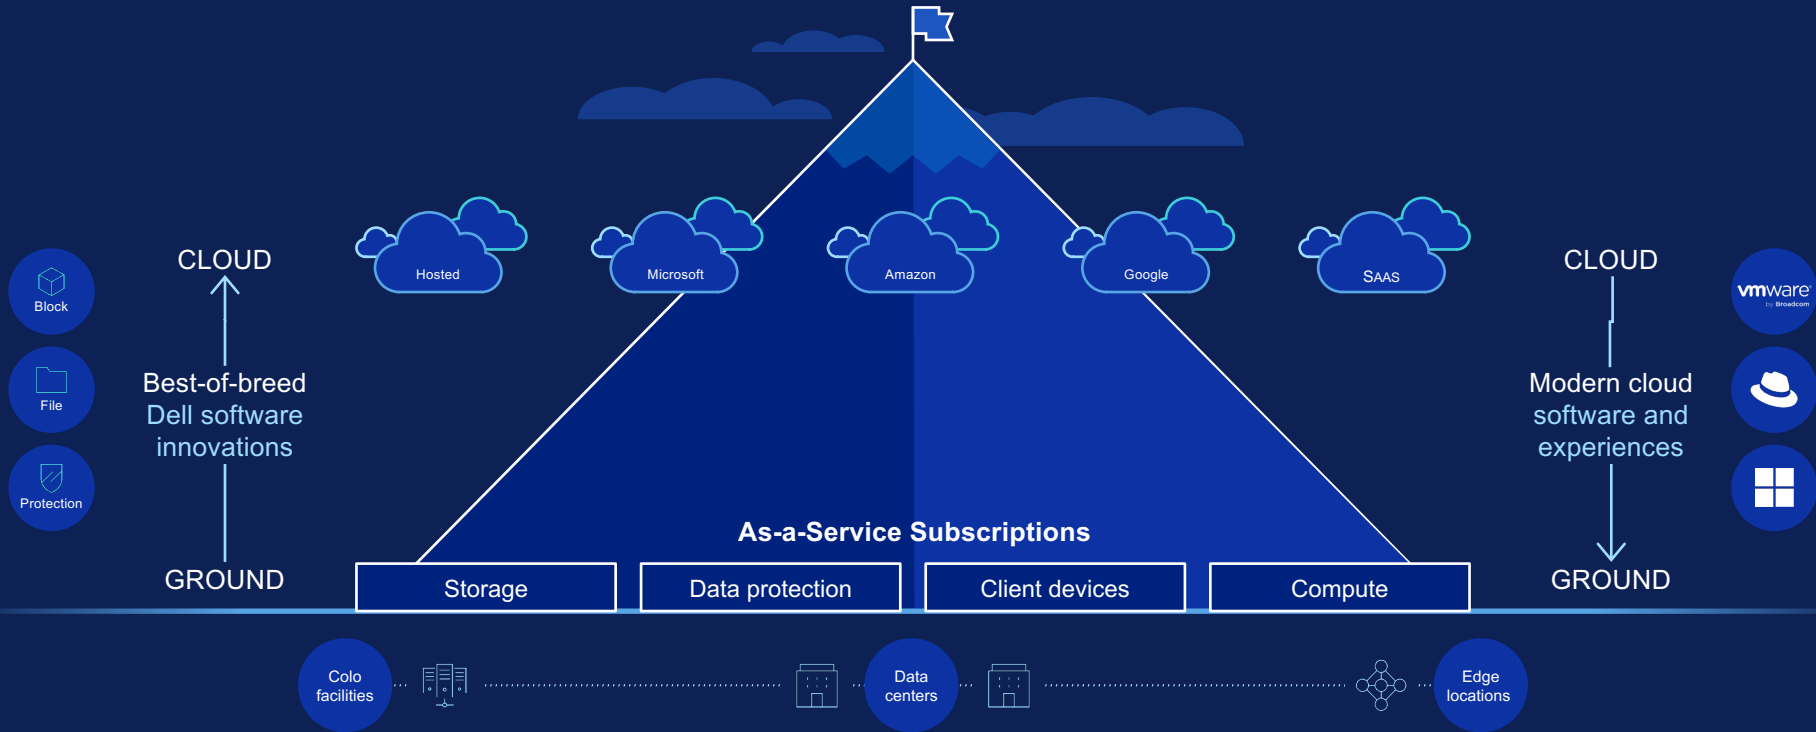 Hosted
Microsoft
Amazon
Google
SAAS
CLOUD
CLOUD
Block
File
Protection
Best-of-breed
Dell software
innovations
Modern cloud
software and
experiences
vmware®
by Broadcom
As-a-Service Subscriptions
GROUND
GROUND
Storage
Data protection
Client devices
Compute
Colo
facilities
Data
centers
Edge
locations